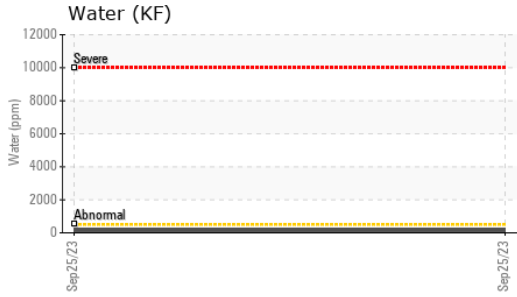 Water (KF)
12000
10000
8000
6000
4000
2000
0
Water (ppm)
Severe
Abnormal
Sep25/23
Sep25/23